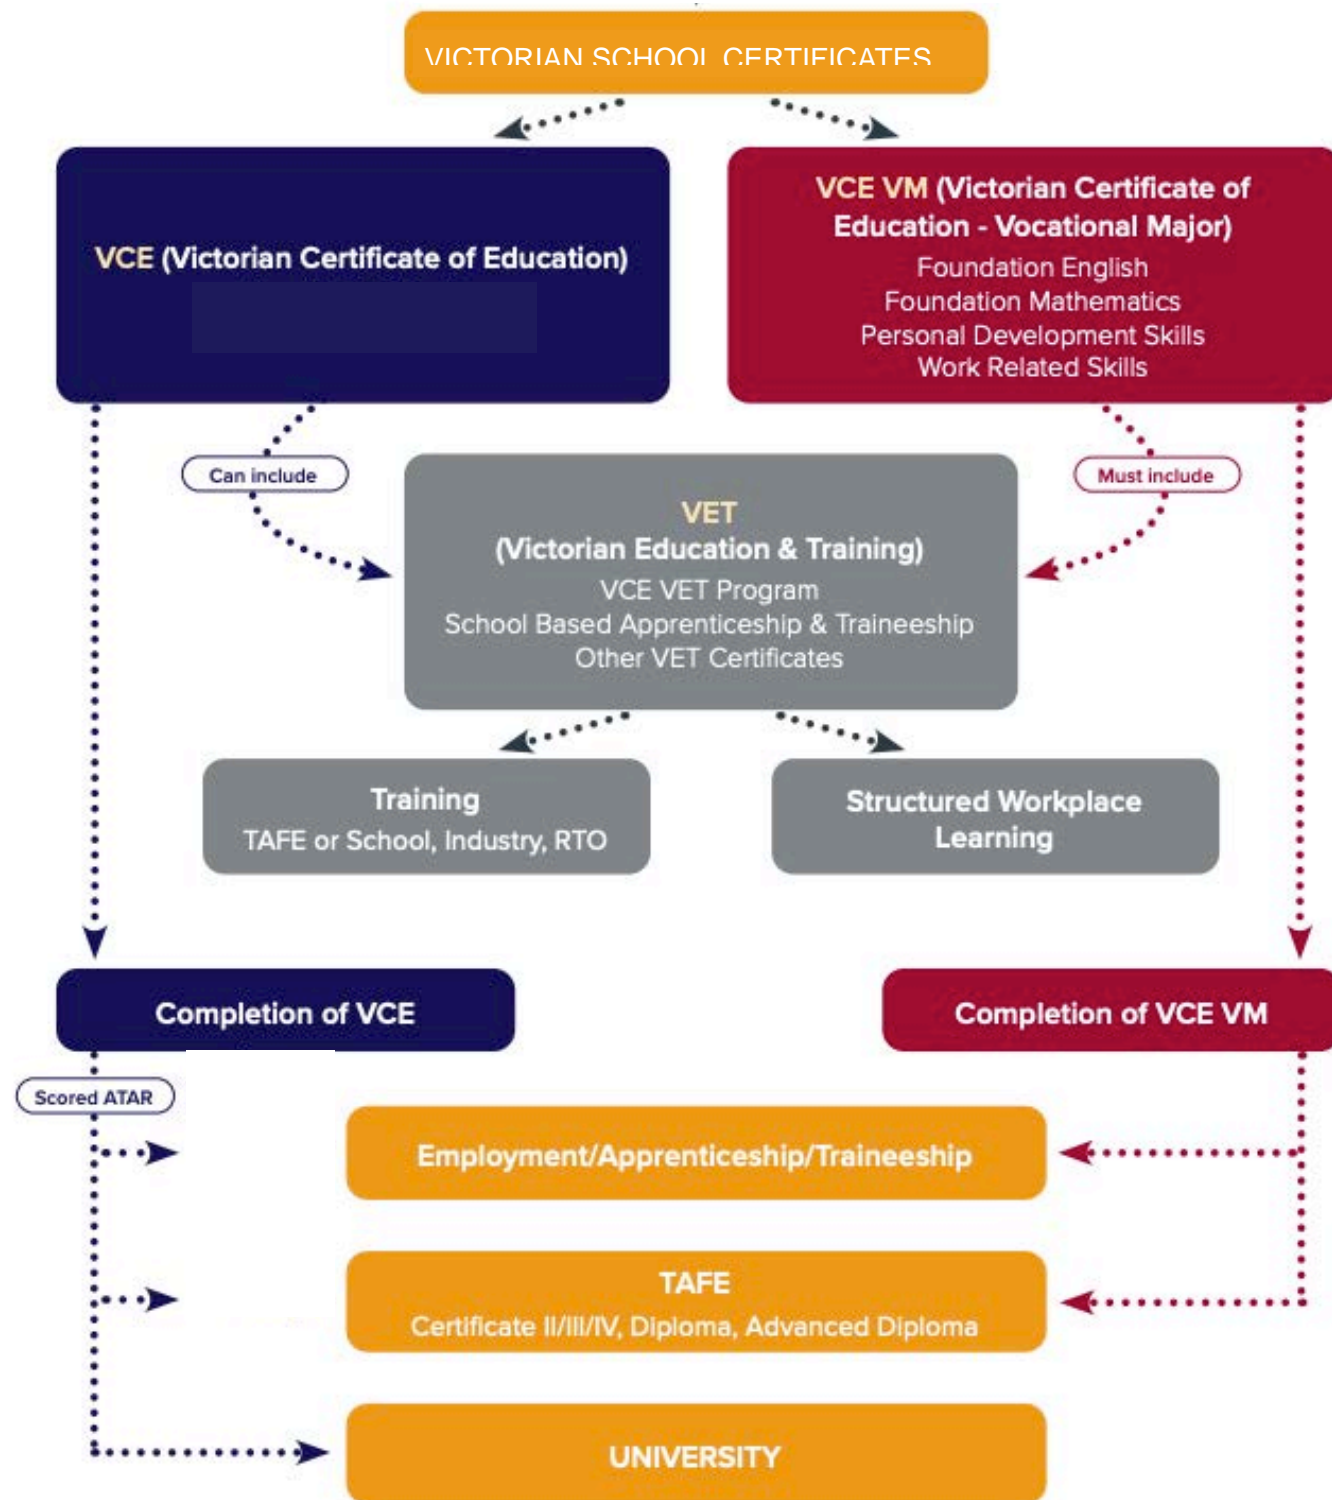 VICTORIAN SCHOOL CERTIFICATES
VCE (Victorian Certificate of Education)
VCE VM (Victorian Certificate of
Education - Vocational Major)
Foundation English
Foundation Mathematics
Personal Development Skills
Work Related Skills
Can include
Must include
VET
(Victorian Education & Training)
VCE VET Program
School Based Apprenticeship & Traineeship
Other VET Certificates
Training
TAFE or School, Industry, RTO
Structured Workplace
Learning
Completion of VCE
Completion of VCE VM
Scored ATAR
Employment/Apprenticeship/Traineeship
TAFE
Certificate II/III/IV, Diploma, Advanced Diploma
UNIVERSITY